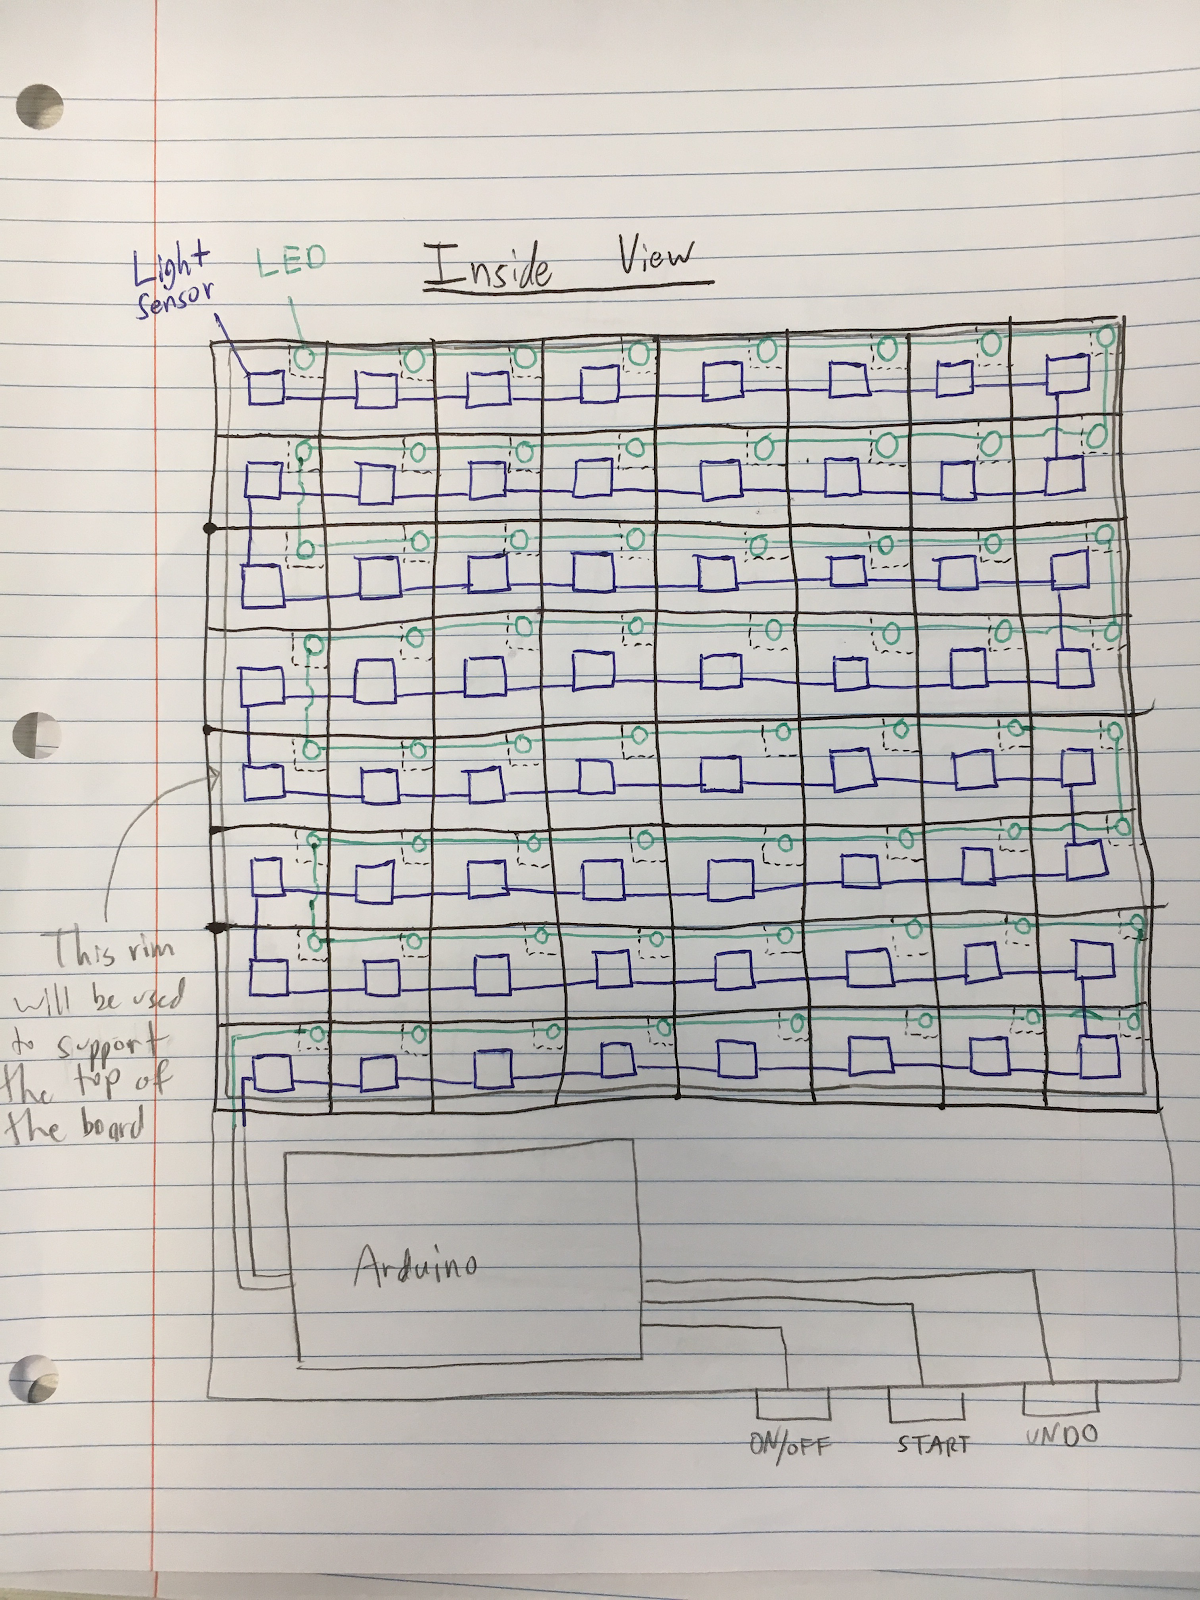 Inside View
Light
Sensor
LED
This rim
will be used
to support
the top of
the board
Arduino
ON/OFF
START
UNDO